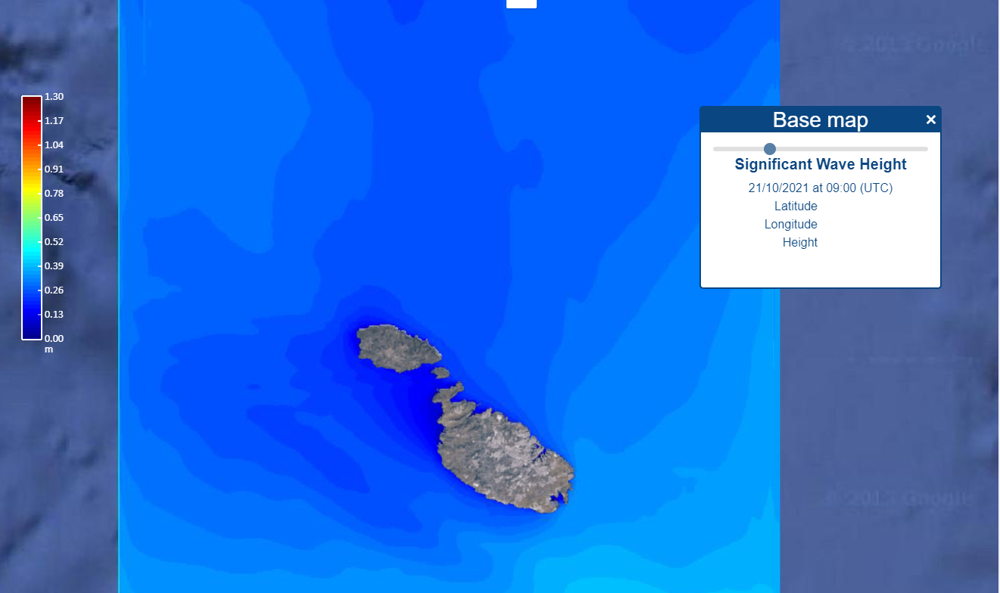 1.30
1.17
1.04
0.91
0.78
0.65
0.52
0.39
0.26
0.13
0.00
m
Base map ×
Significant Wave Height
21/10/2021 at 09:00 (UTC)
Latitude
Longitude
Height